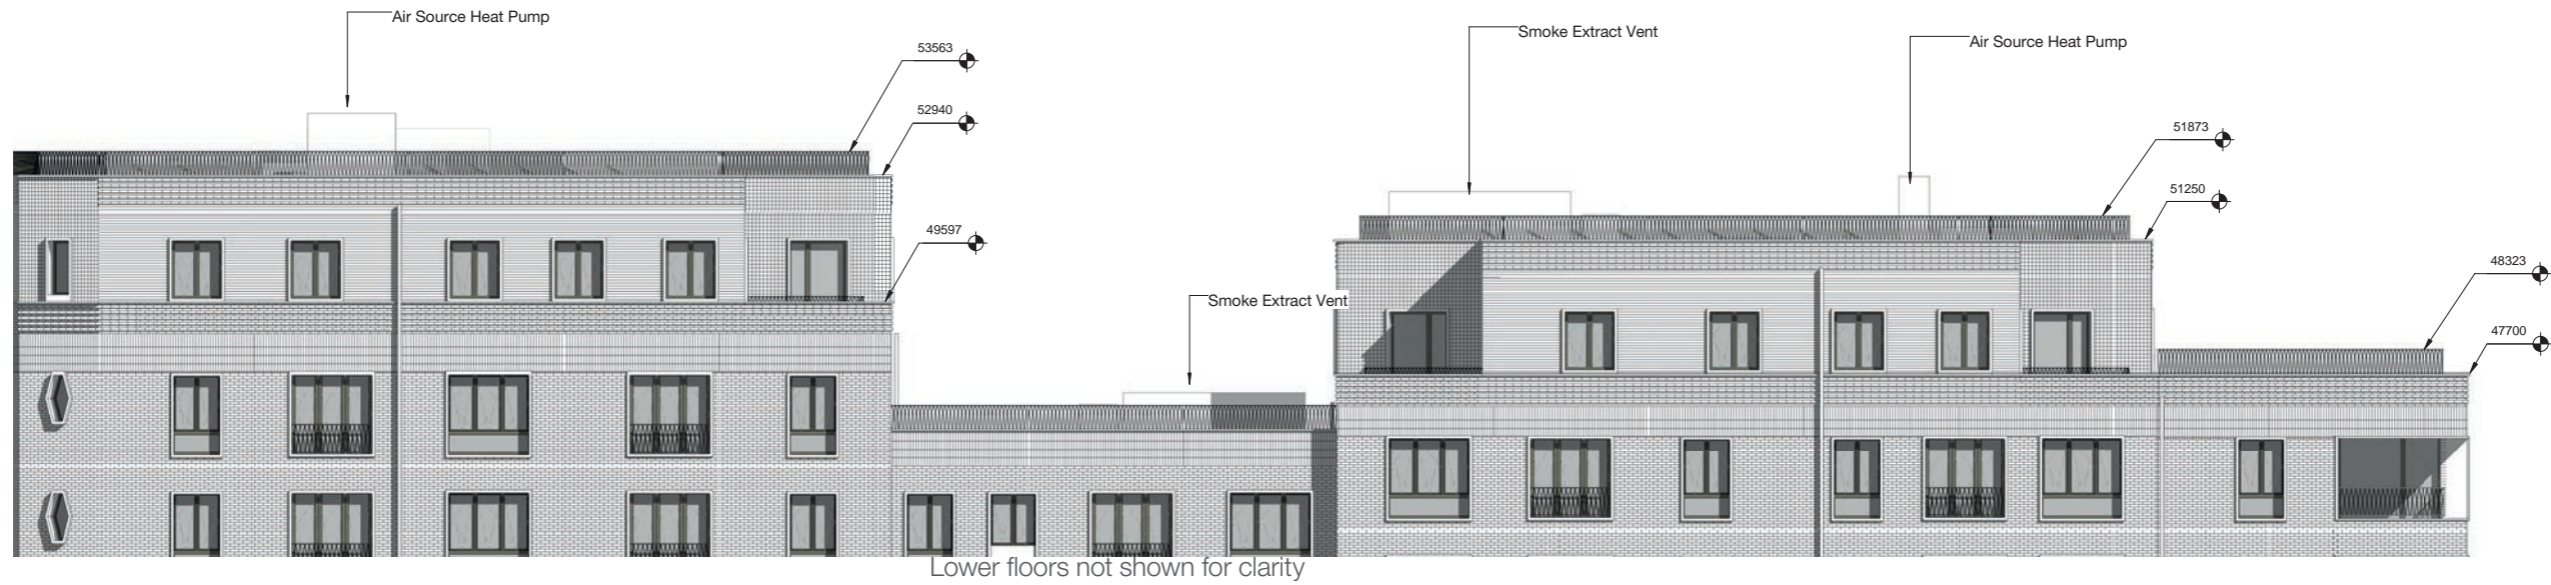 Air Source Heat Pump
53563
52940
49597
Smoke Extract Vent
Smoke Extract Vent
Air Source Heat Pump
51873
51250
48323
47700
Lower floors not shown for clarity